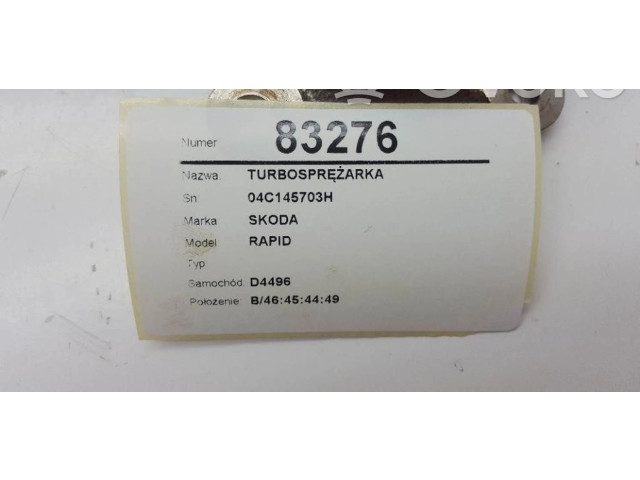 Numer 83276
Nazwa: TURBOSPRĘŻARKA
Sn: 04C145703H
Marka SKODA
Model: RAPID
Typ
Samochód: D4496
Położenie: B/46:45:44:49